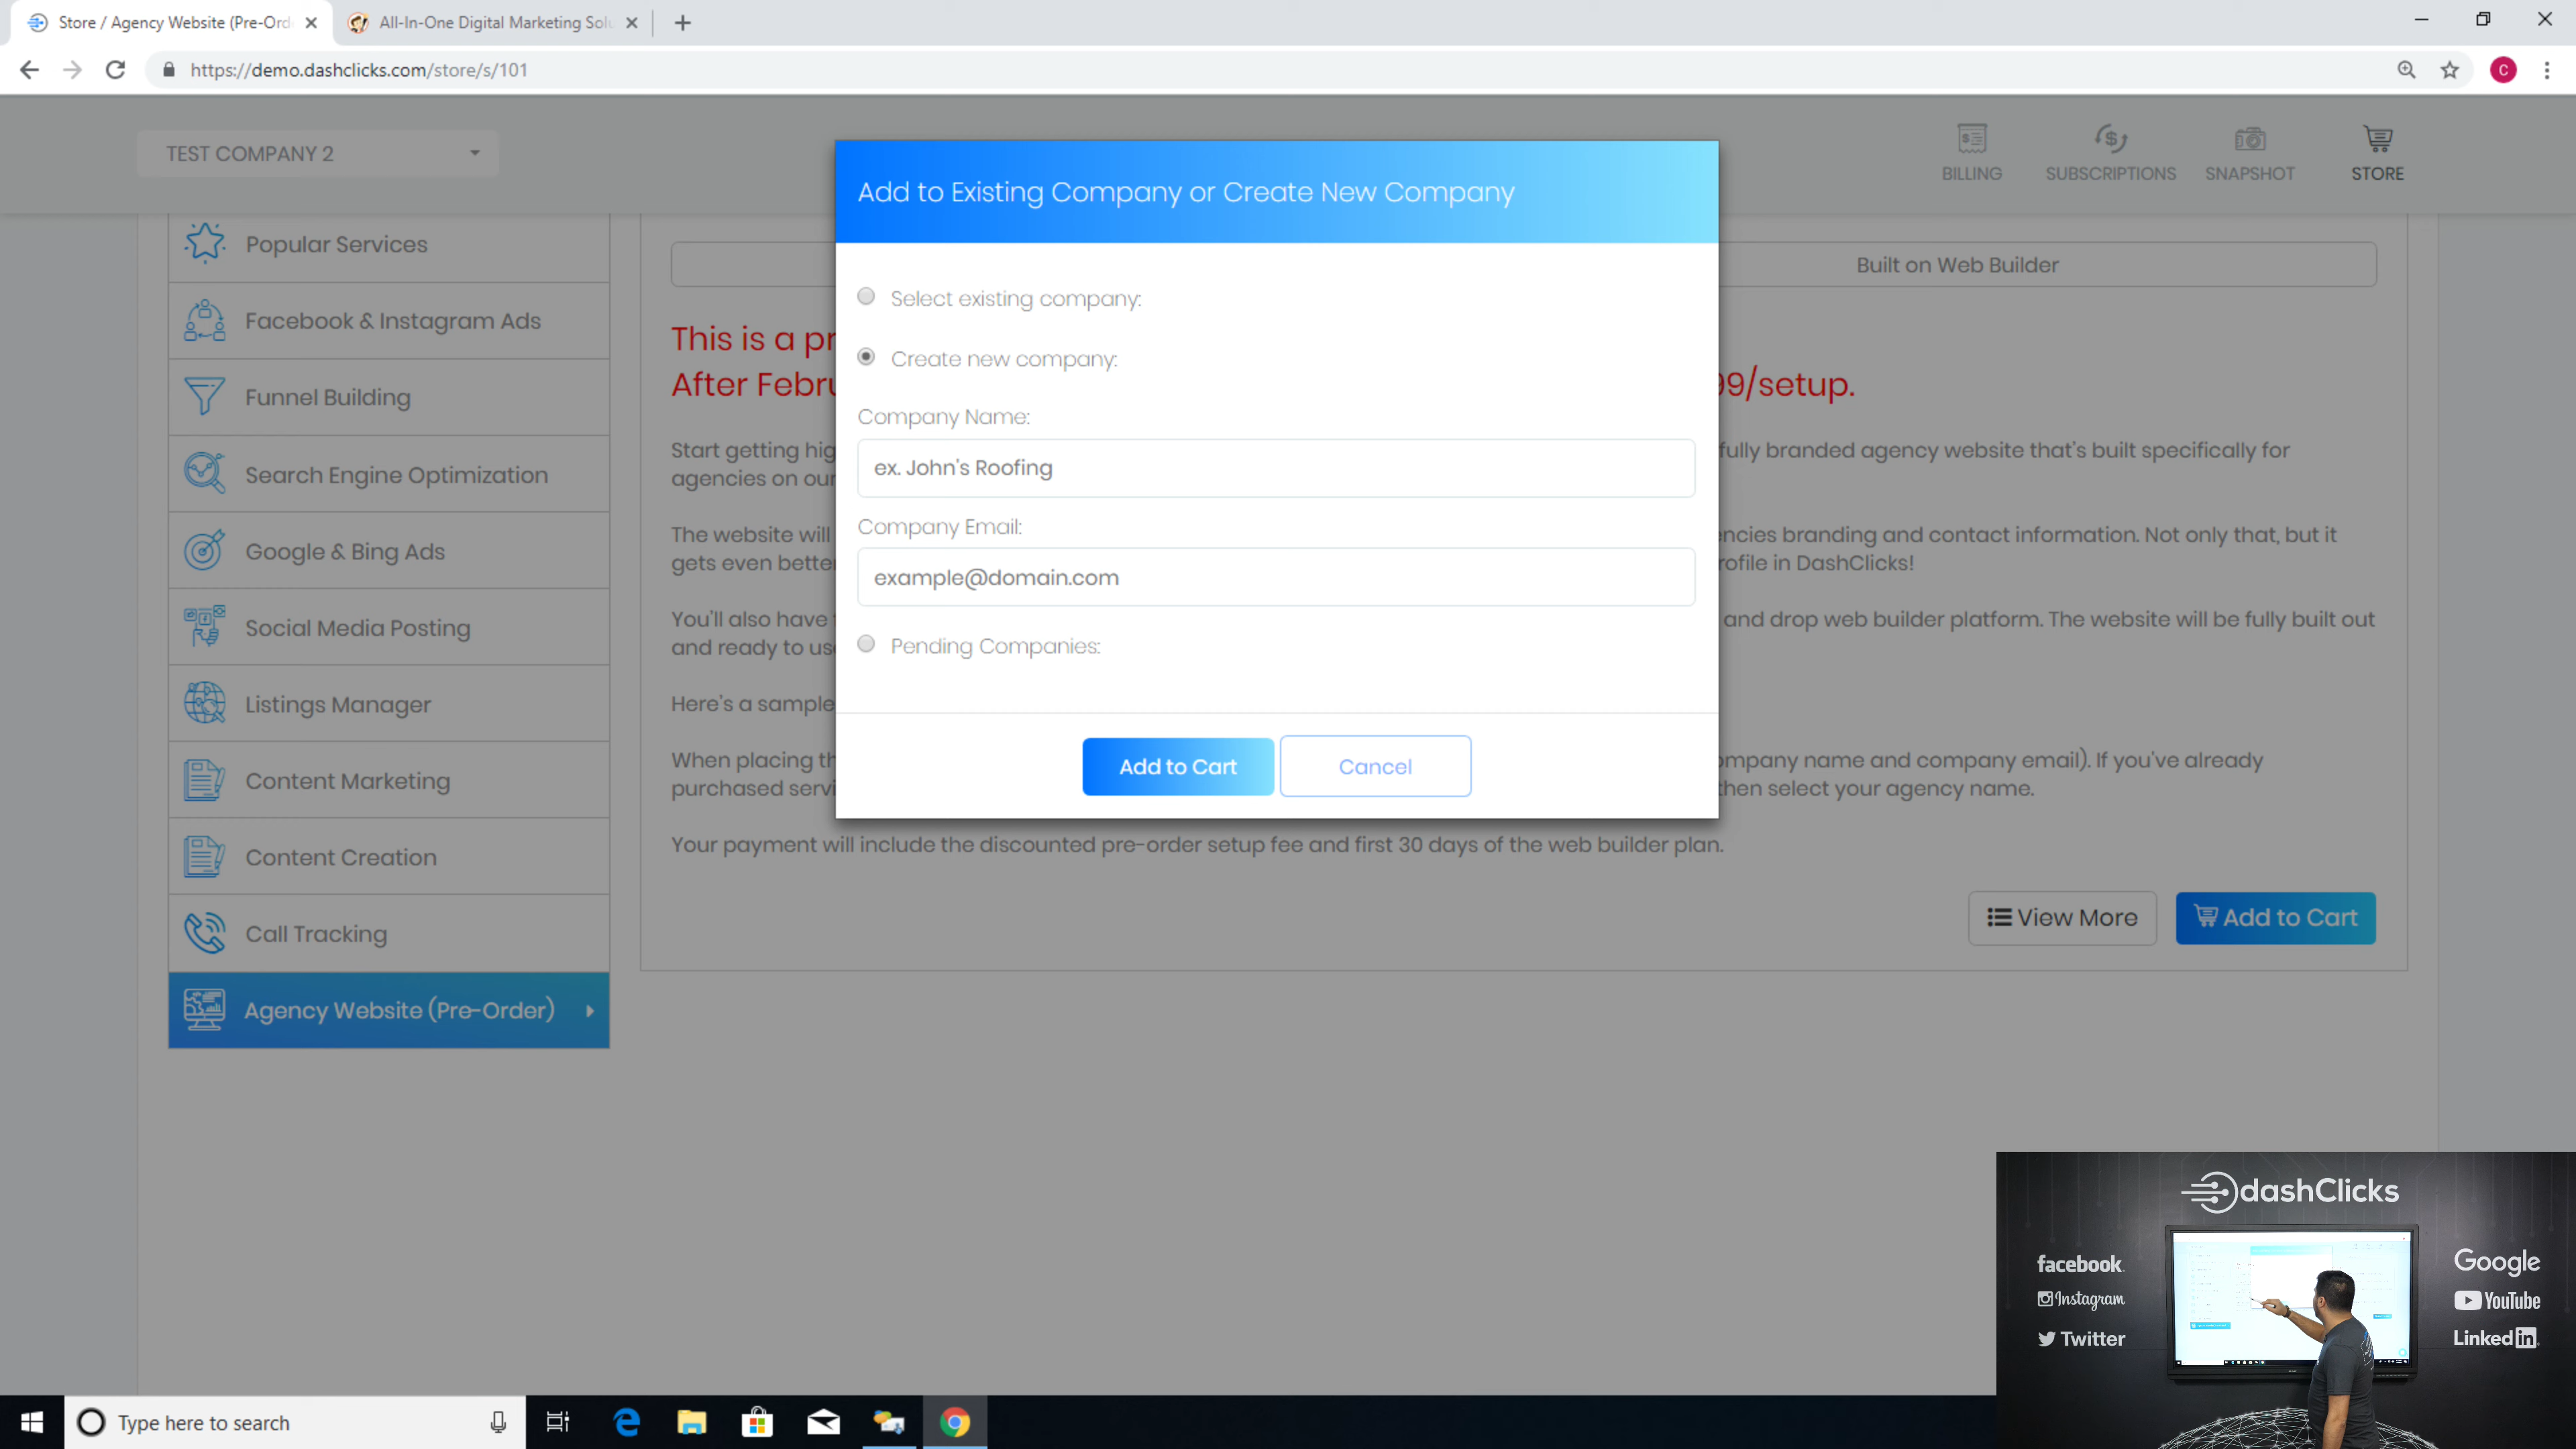 Store / Agency Website (Pre-Ord
All-In-One Digital Marketing Solu
https://demo.dashclicks.com/store/s/101
C
TEST COMPANY 2
BILLING
SUBSCRIPTIONS
SNAPSHOT
STORE
Popular Services
Facebook & Instagram Ads
Funnel Building
Search Engine Optimization
Google & Bing Ads
Social Media Posting
Listings Manager
Content Marketing
Content Creation
Call Tracking
Agency Website (Pre-Order)
Add to Existing Company or Create New Company
Select existing company:
Create new company:
Company Name:
ex. John's Roofing
Company Email:
example@domain.com
Pending Companies:
Add to Cart
Cancel
Built on Web Builder
This is a pr
After Febru 99/setup.
Start getting hig fully branded agency website that's built specifically for
agencies on our
The website will encies branding and contact information. Not only that, but it
gets even better rofile in DashClicks!
You'll also have and drop web builder platform. The website will be fully built out
and ready to us
Here's a sample
When placing th ompany name and company email). If you've already
purchased servi then select your agency name.
Your payment will include the discounted pre-order setup fee and first 30 days of the web builder plan.
View More
Add to Cart
dashClicks
facebook
Instagram
Twitter
Google
YouTube
LinkedIn
Type here to search